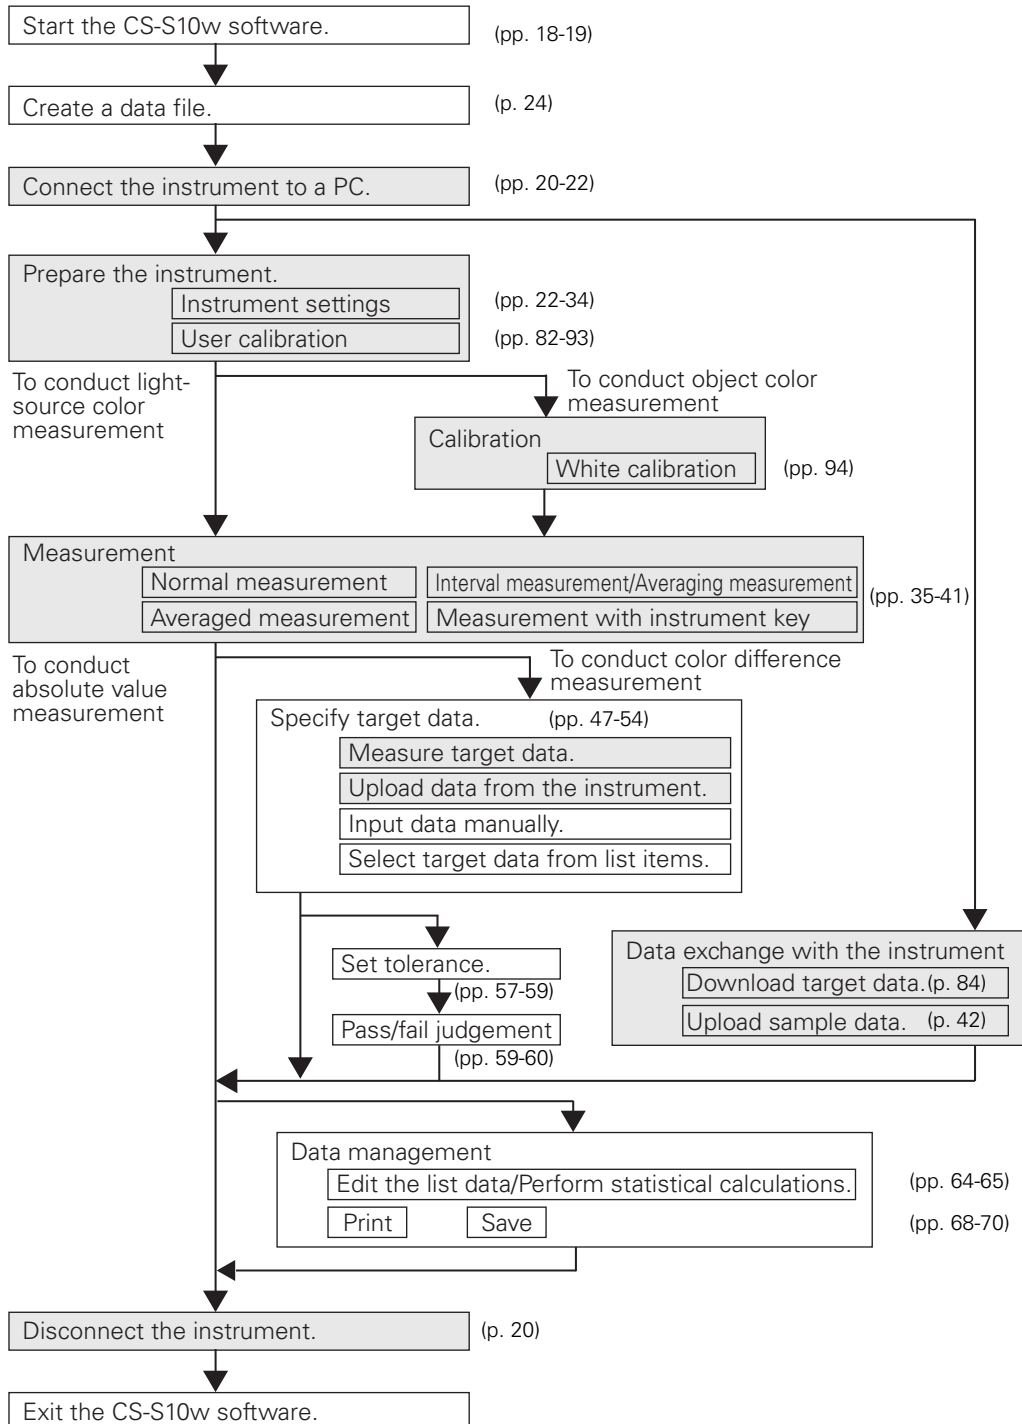 Start the CS-S10w software.
(pp. 18-19)
Create a data file.
(p. 24)
Connect the instrument to a PC.
(pp. 20-22)
Prepare the instrument.
Instrument settings
(pp. 22-34)
User calibration
(pp. 82-93)
To conduct light-
source color
measurement
To conduct object color
measurement
Calibration
White calibration
(pp. 94)
Measurement
Normal measurement
Interval measurement/Averaging measurement
Averaged measurement
Measurement with instrument key
(pp. 35-41)
To conduct
absolute value
measurement
To conduct color difference
measurement
Specify target data.
(pp. 47-54)
Measure target data.
Upload data from the instrument.
Input data manually.
Select target data from list items.
Set tolerance.
(pp. 57-59)
Pass/fail judgement
(pp. 59-60)
Data exchange with the instrument
Download target data.(p. 84)
Upload sample data. (p. 42)
Data management
Edit the list data/Perform statistical calculations.
(pp. 64-65)
Print
Save
(pp. 68-70)
Disconnect the instrument.
(p. 20)
Exit the CS-S10w software.